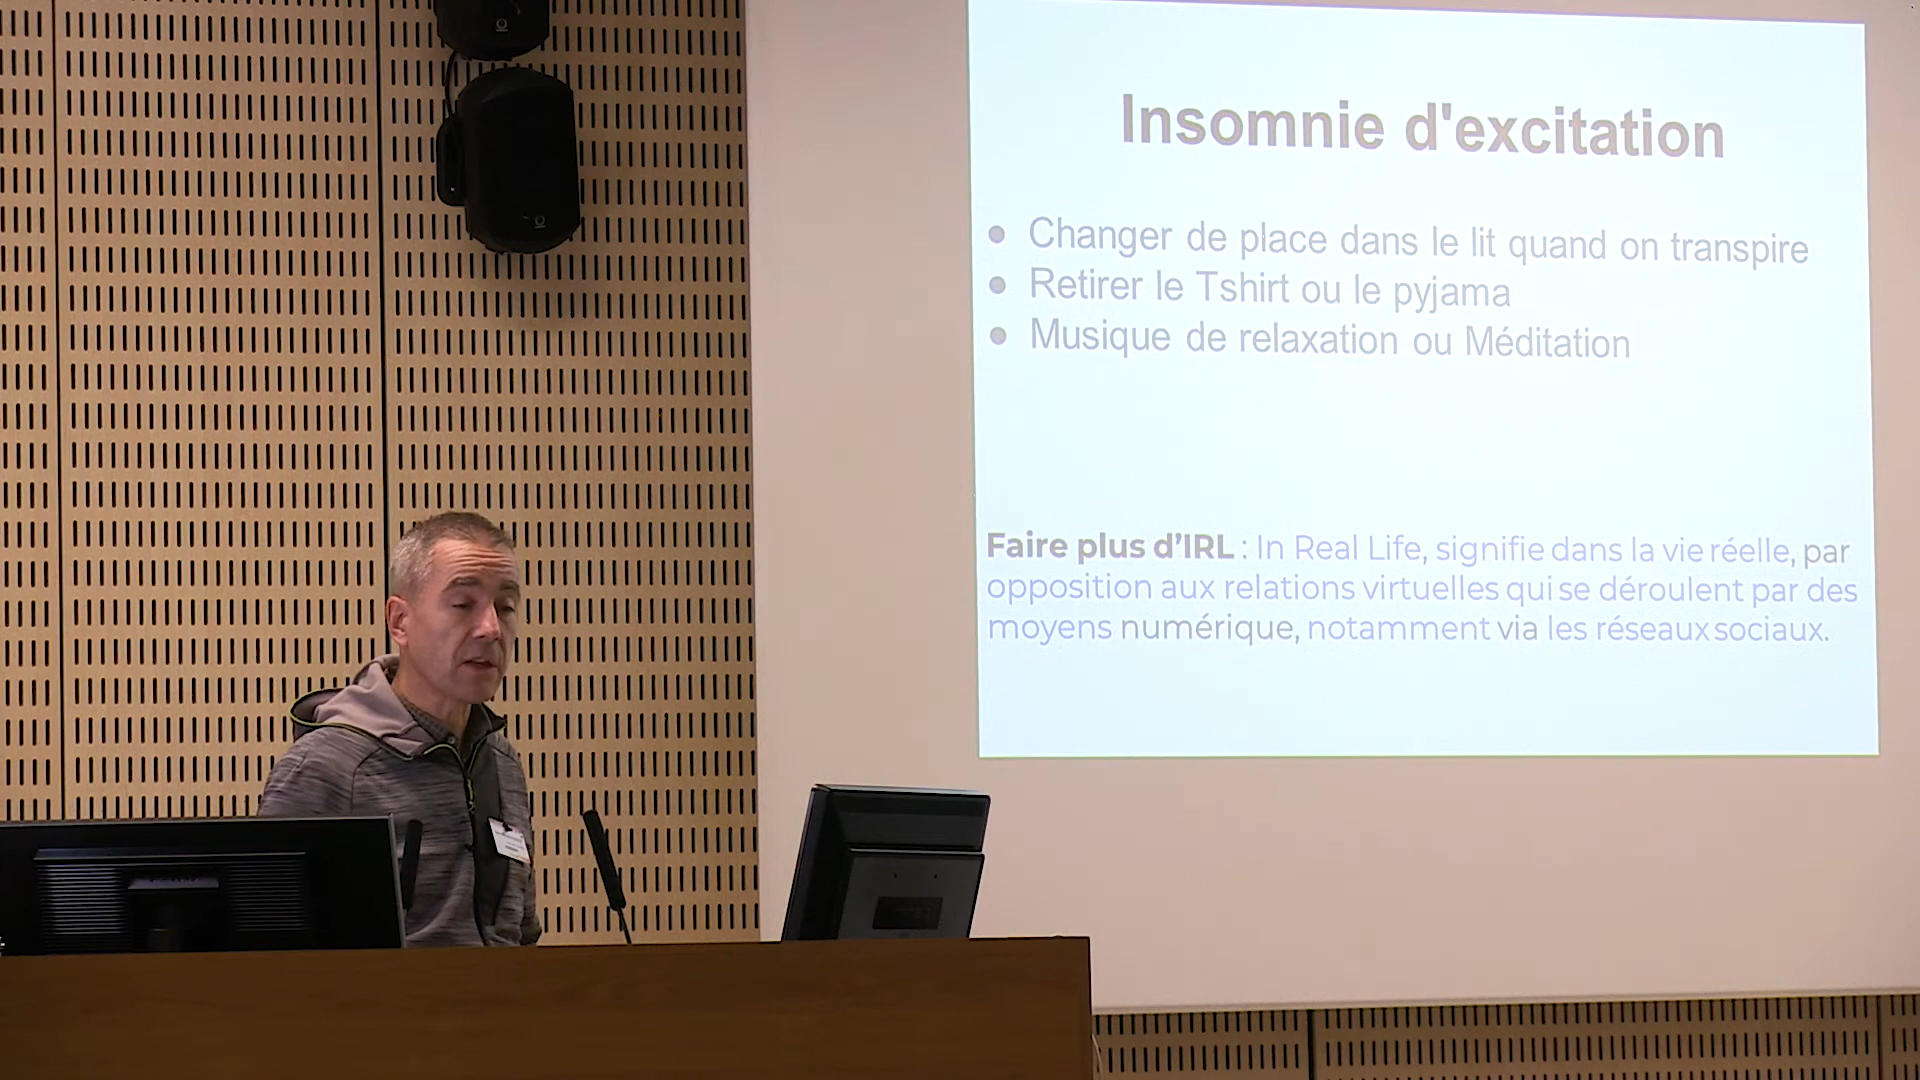 Insomnie d'excitation
• Changer de place dans le lit quand on transpire
• Retirer le Tshirt ou le pyjama
• Musique de relaxation ou Méditation
Faire plus d’IRL : In Real Life, signifie dans la vie réelle, par
opposition aux relations virtuelles qui se déroulent par des
moyens numérique, notamment via les réseaux sociaux.